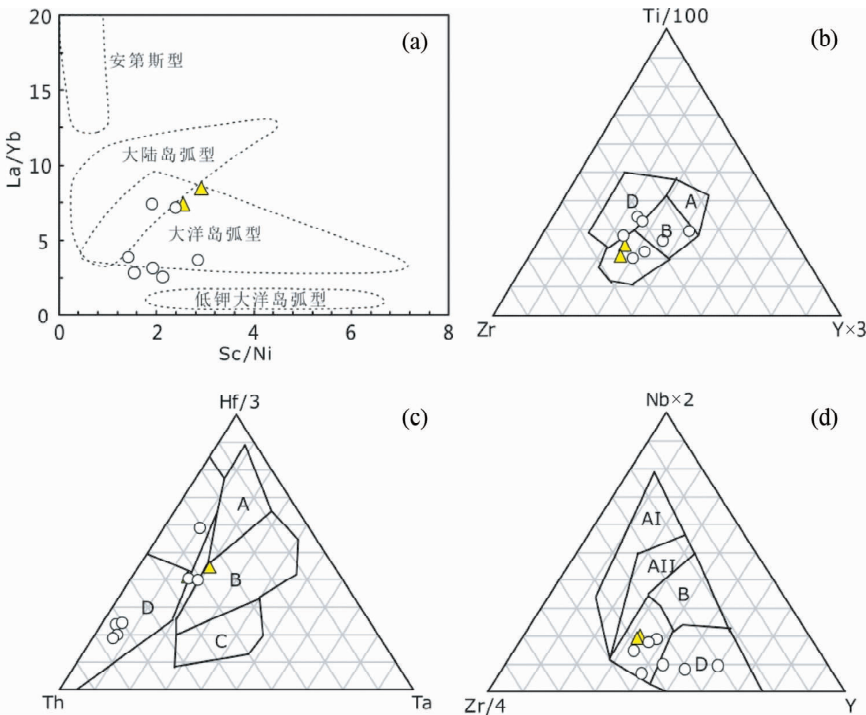 (a)
20
15
10
5
0
La/Yb
安第斯型
大陆岛弧型
大洋岛弧型
低钾大洋岛弧型
0 2 4 6 8
Sc/Ni
Ti/100
(b)
D
A
B
Zr
Y×3
Hf/3
(c)
A
B
D
C
Th
Ta
Nb×2
(d)
AI
AII
B
D
Zr/4
Y